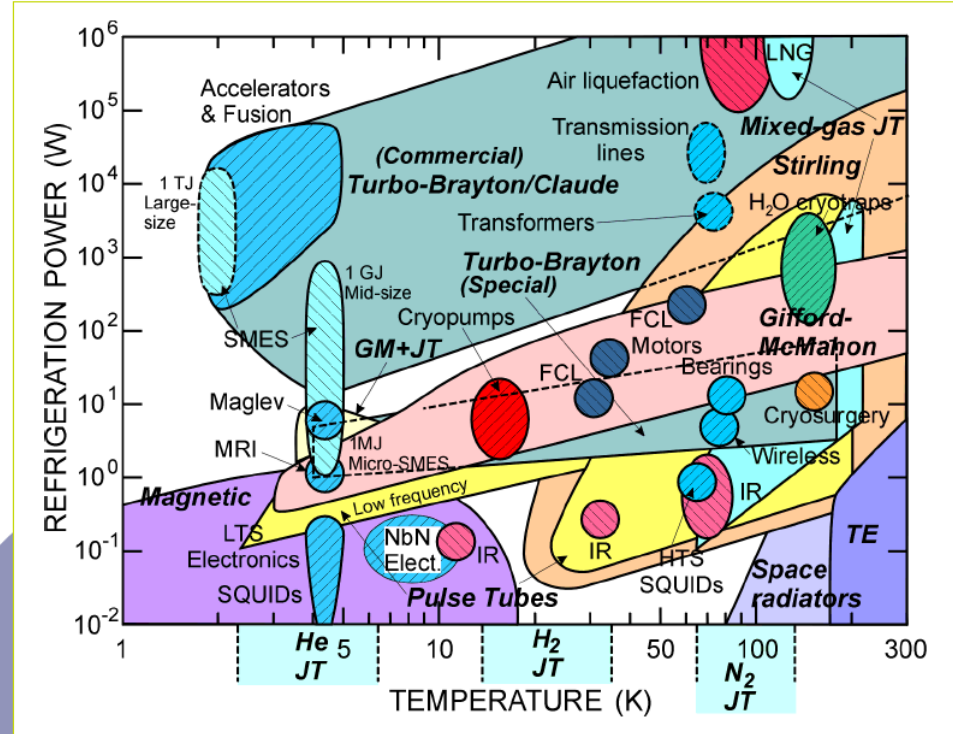 10^6
10^5
10^4
10^3
10^2
10^1
10^0
10^-1
10^-2
REFRIGERATION POWER (W)
Accelerators
& Fusion
Air liquefaction
LNG
Transmission
lines
Mixed-gas JT
Stirling
(Commercial)
Turbo-Brayton/Claude
1 TJ
Large-
size
H2O cryotraps
Transformers
Turbo-Brayton
(Special)
1 GJ
Mid-size
SMES
Cryopumps
GM+JT
FCL
Motors
Gifford-
McMahon
FCL
Bearings
Maglev
Cryosurgery
MRI
1MJ
Micro-SMES
Wireless
Magnetic
Low frequency
IR
LTS
Electronics
NbN
Elect.
IR
IR
HTS
SQUIDs
TE
SQUIDs
Pulse Tubes
Space
radiators
1
5
10
50
100
300
He
JT
H2
JT
N2
JT
TEMPERATURE (K)